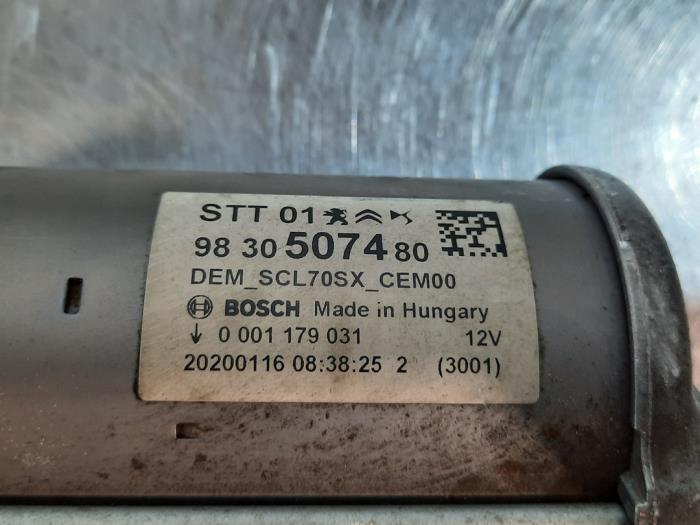 STT 01
98 30 5074 80
DEM_SCL70SX_CEM00
BOSCH Made in Hungary
↓ 0 001 179 031 12V
20200116 08:38:25 2 (3001)